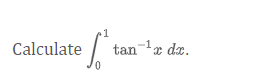 Calculate ∫₀¹ tan⁻¹x dx.